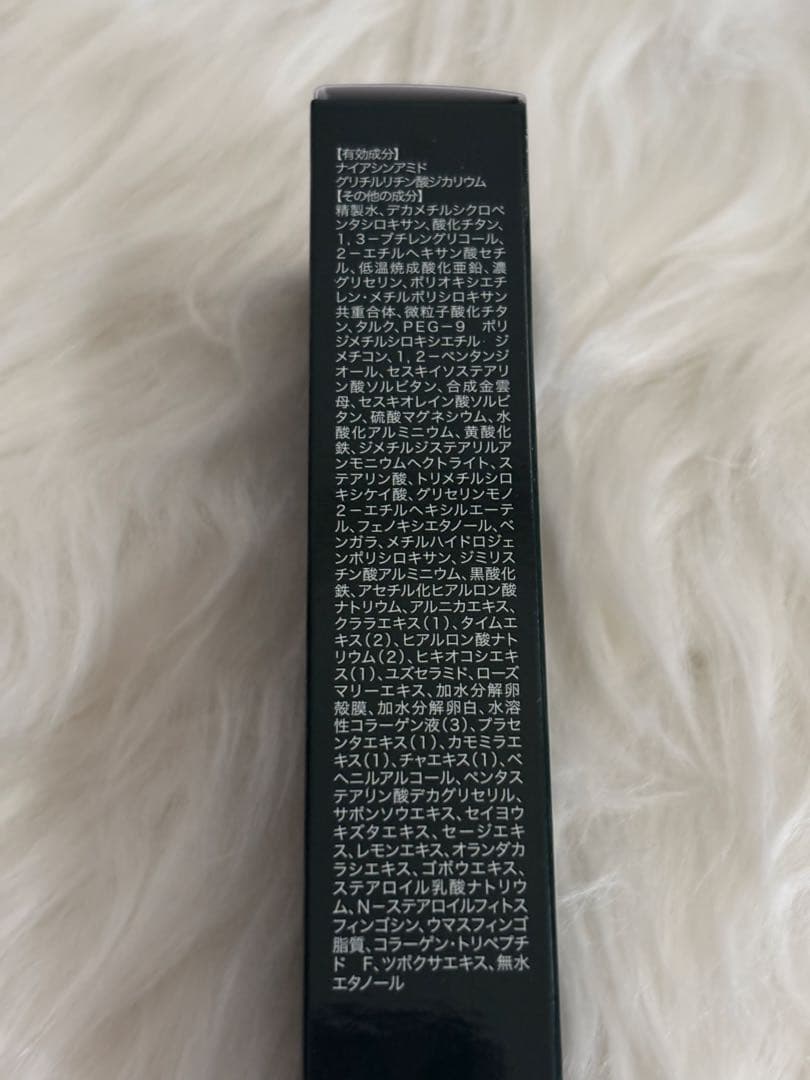 【有効成分】
ナイアシンアミド
グリチルリチン酸ジカリウム
【その他の成分】
精製水、デカメチルシクロペ
ンタシロキサン、酸化チタン、
1,3－ブチレングリコール、
2－エチルヘキサン酸セチ
ル、低温焼成酸化亜鉛、濃
グリセリン、ポリオキシエチ
レン・メチルポリシロキサン
共重合体、微粒子酸化チタ
ン、タルク、PEG－9　ポリ
ジメチルシロキシエチル　ジ
メチコン、1,2－ペンタンジ
オール、セスキイソステアリ
ン酸ソルビタン、合成金雲
母、セスキオレイン酸ソルビ
タン、硫酸マグネシウム、水
酸化アルミニウム、黄酸化
鉄、ジメチルジステアリルア
ンモニウムヘクトライト、ス
テアリン酸、トリメチルシロ
キシケイ酸、グリセリンモノ
2－エチルヘキシルエーテ
ル、フェノキシエタノール、ベ
ンガラ、メチルハイドロジェ
ンポリシロキサン、ジミリス
チン酸アルミニウム、黒酸化
鉄、アセチル化ヒアルロン酸
ナトリウム、アルニカエキス、
クララエキス(1)、タイムエ
キス(2)、ヒアルロン酸ナト
リウム(2)、ヒキオコシエキ
ス(1)、ユズセラミド、ローズ
マリーエキス、加水分解卵
殻膜、加水分解卵白、水溶
性コラーゲン液(3)、プラセ
ンタエキス(1)、カモミラエ
キス(1)、チャエキス(1)、ベ
ヘニルアルコール、ペンタス
テアリン酸デカグリセリル、
サボンソウエキス、セイヨウ
キズタエキス、セージエキ
ス、レモンエキス、オランダカ
ラシエキス、ゴボウエキス、
ステアロイル乳酸ナトリウ
ム、N－ステアロイルフィトス
フィンゴシン、ウマスフィンゴ
脂質、コラーゲン・トリペプチ
ド　F、ツボクサエキス、無水
エタノール